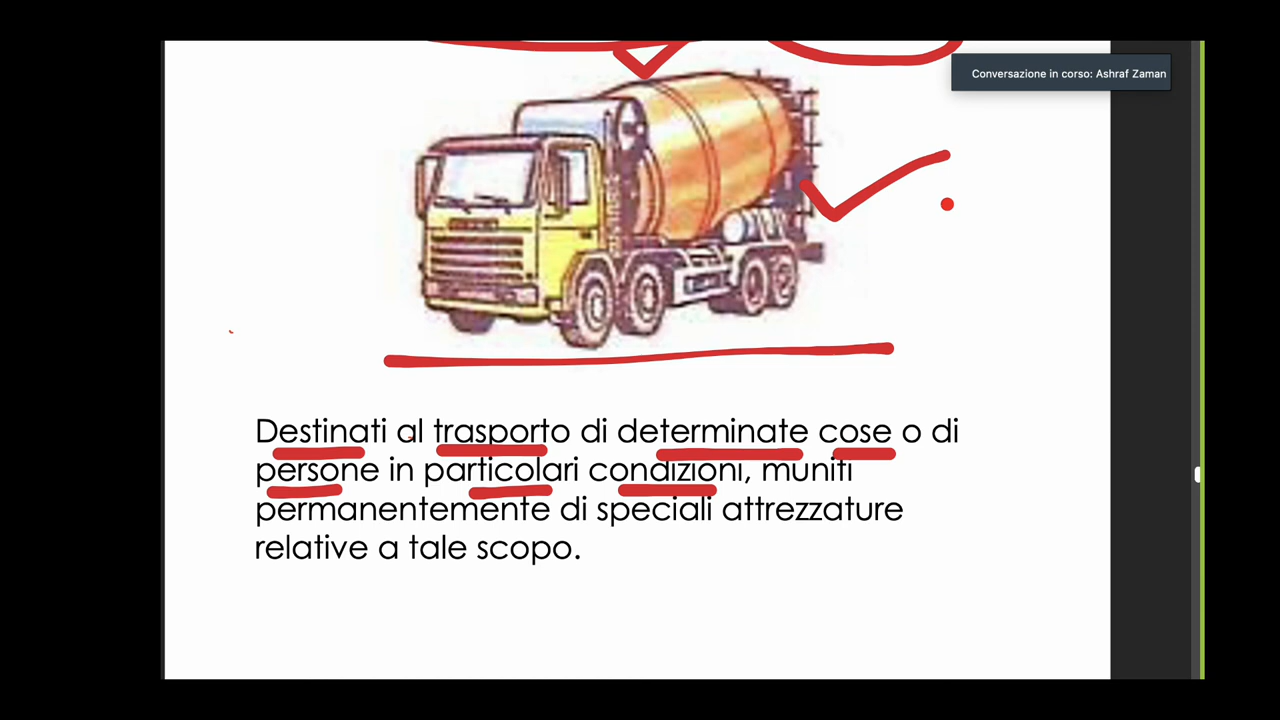 Conversazione in corso: Ashraf Zaman
Destinati al trasporto di determinate cose o di
persone in particolari condizioni, muniti
permanentemente di speciali attrezzature
relative a tale scopo.